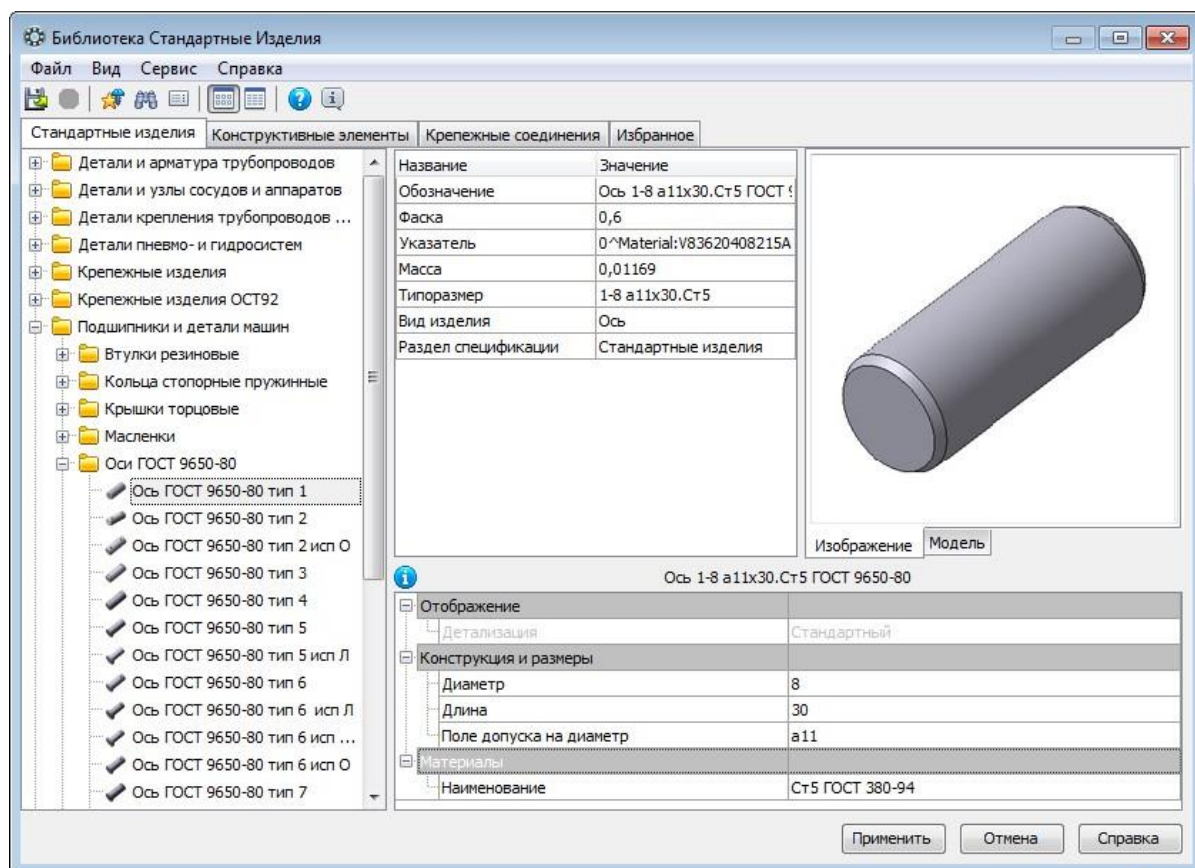 Библиотека Стандартные Изделия
Файл Вид Сервис Справка
Стандартные изделия Конструктивные элементы Крепежные соединения Избранное
Детали и арматура трубопроводов
Детали и узлы сосудов и аппаратов
Детали крепления трубопроводов ...
Детали пневмо- и гидросистем
Крепежные изделия
Крепежные изделия ОСТ92
Подшипники и детали машин
Втулки резиновые
Кольца стопорные пружинные
Крышки торцовые
Масленки
Оси ГОСТ 9650-80
Ось ГОСТ 9650-80 тип 1
Ось ГОСТ 9650-80 тип 2
Ось ГОСТ 9650-80 тип 2 исп О
Ось ГОСТ 9650-80 тип 3
Ось ГОСТ 9650-80 тип 4
Ось ГОСТ 9650-80 тип 5
Ось ГОСТ 9650-80 тип 5 исп Л
Ось ГОСТ 9650-80 тип 6
Ось ГОСТ 9650-80 тип 6 исп Л
Ось ГОСТ 9650-80 тип 6 исп ...
Ось ГОСТ 9650-80 тип 6 исп О
Ось ГОСТ 9650-80 тип 7
Название Значение
Обозначение Ось 1-8 a11x30.Ст5 ГОСТ
Фаска 0,6
Указатель 0^Material:V83620408215A
Масса 0,01169
Типоразмер 1-8 a11x30.Ст5
Вид изделия Ось
Раздел спецификации Стандартные изделия
Изображение Модель
Ось 1-8 a11x30.Ст5 ГОСТ 9650-80
Отображение
Детализация Стандартный
Конструкция и размеры
Диаметр 8
Длина 30
Поле допуска на диаметр a11
Материалы
Наименование Ст5 ГОСТ 380-94
Применить Отмена Справка